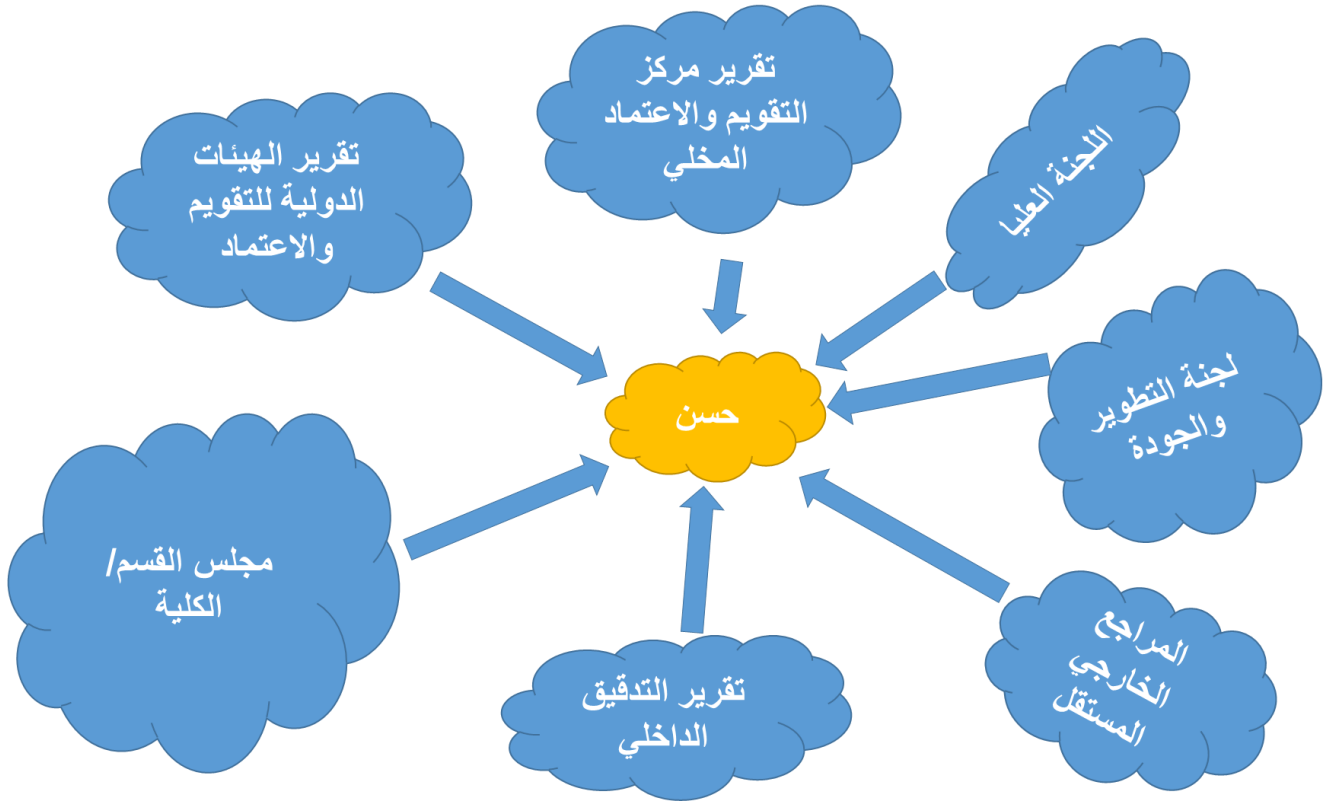 تقرير مركز
التقويم والاعتماد
المخلي
اللجنة العليا
تقرير الهيئات
الدولية للتقويم
والاعتماد
لجنة التطوير
والجودة
حسن
مجلس القسم/
الكلية
المراجع
الخارجي
المستقل
تقرير التدقيق
الداخلي